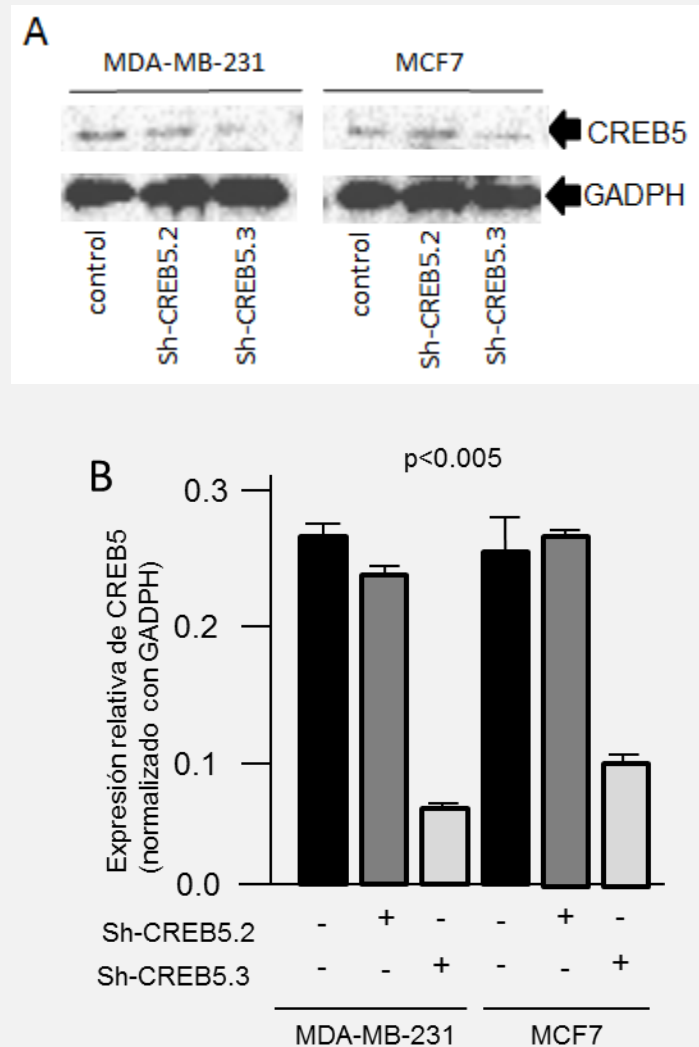 A
MDA-MB-231 MCF7
CREB5
GADPH
control Sh-CREB5.2 Sh-CREB5.3 control Sh-CREB5.2 Sh-CREB5.3
B
p<0.005
Expresión relativa de CREB5
(normalizado con GADPH)
0.3
0.2
0.1
0.0
Sh-CREB5.2 - + - - + -
Sh-CREB5.3 - - + - - +
MDA-MB-231 MCF7